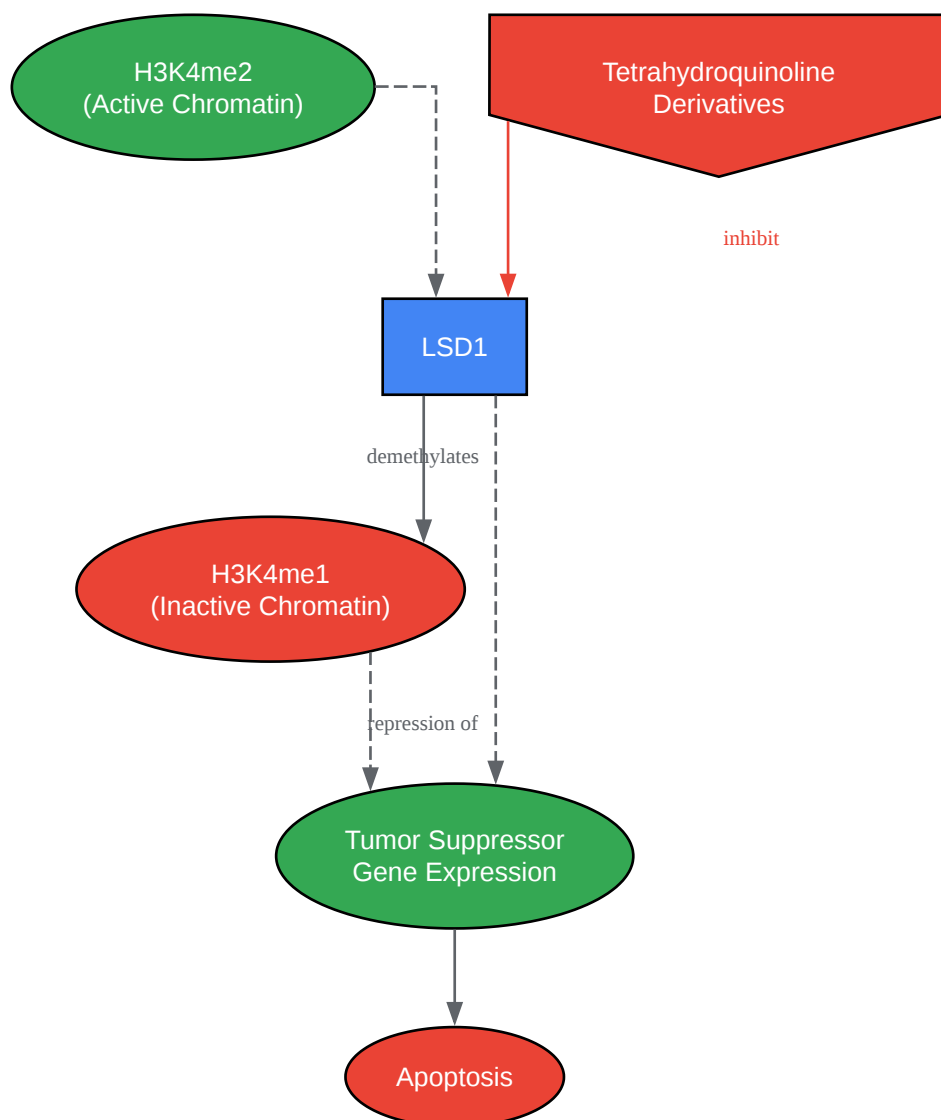 H3K4me2
(Active Chromatin)
Tetrahydroquinoline
Derivatives
inhibit
LSD1
demethylates
H3K4me1
(Inactive Chromatin)
repression of
Tumor Suppressor
Gene Expression
Apoptosis